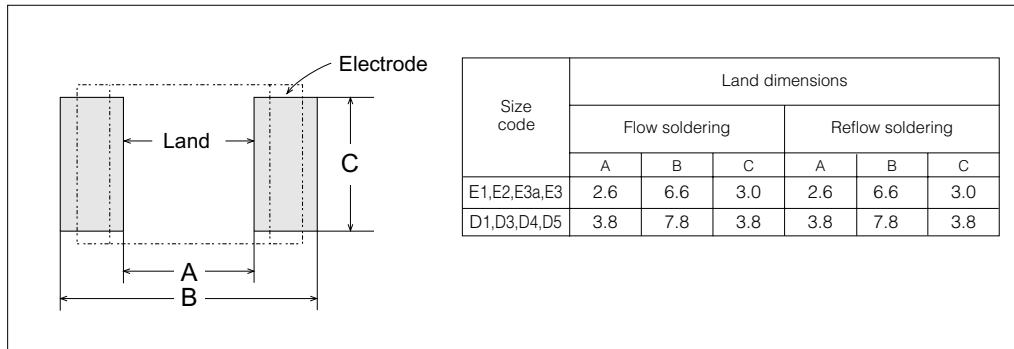 Electrode
Land
C
A
B
Size
code
Land dimensions
Flow soldering Reflow soldering
A B C A B C
E1,E2,E3a,E3 2.6 6.6 3.0 2.6 6.6 3.0
D1,D3,D4,D5 3.8 7.8 3.8 3.8 7.8 3.8